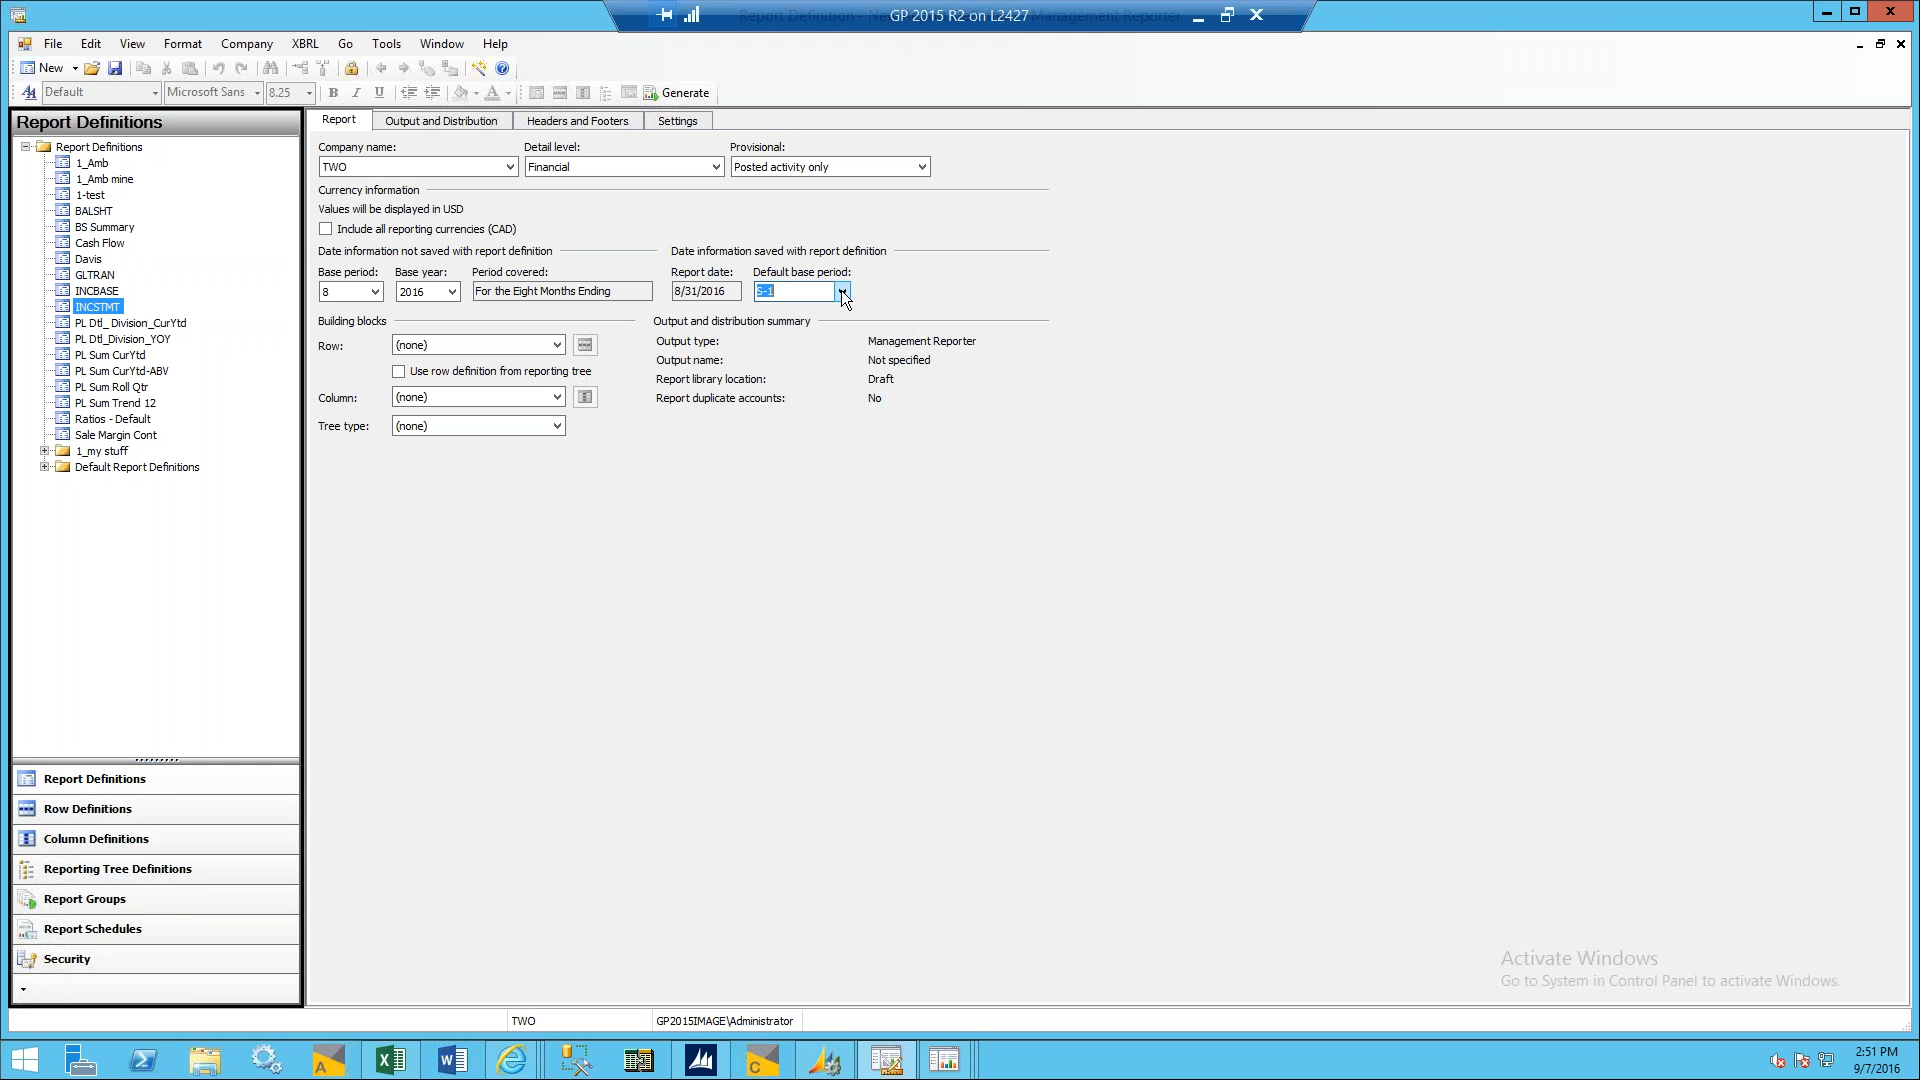 GP 2015 R2 on L2427
File Edit View Format Company XBRL Go Tools Window Help
New
Default Microsoft Sans 8.25 B I U Generate
Report Definitions
Report Definitions
1_Amb
1_Amb mine
1-test
BALSHT
BS Summary
Cash Flow
Davis
GLTRAN
INCBASE
INCSTMT
PL Dtl_ Division_CurYtd
PL Dtl_Division_YOY
PL Sum CurYtd
PL Sum CurYtd-ABV
PL Sum Roll Qtr
PL Sum Trend 12
Ratios - Default
Sale Margin Cont
1_my stuff
Default Report Definitions
Report Definitions
Row Definitions
Column Definitions
Reporting Tree Definitions
Report Groups
Report Schedules
Security
Report Output and Distribution Headers and Footers Settings
Company name: Detail level: Provisional:
TWO Financial Posted activity only
Currency information
Values will be displayed in USD
Include all reporting currencies (CAD)
Date information not saved with report definition Date information saved with report definition
Base period: Base year: Period covered: Report date: Default base period:
8 2016 For the Eight Months Ending 8/31/2016 S-1
Building blocks Output and distribution summary
Row: (none)
Use row definition from reporting tree
Column: (none)
Tree type: (none)
Output type: Management Reporter
Output name: Not specified
Report library location: Draft
Report duplicate accounts: No
Activate Windows
Go to System in Control Panel to activate Windows.
TWO GP2015IMAGE\Administrator
2:51 PM
9/7/2016